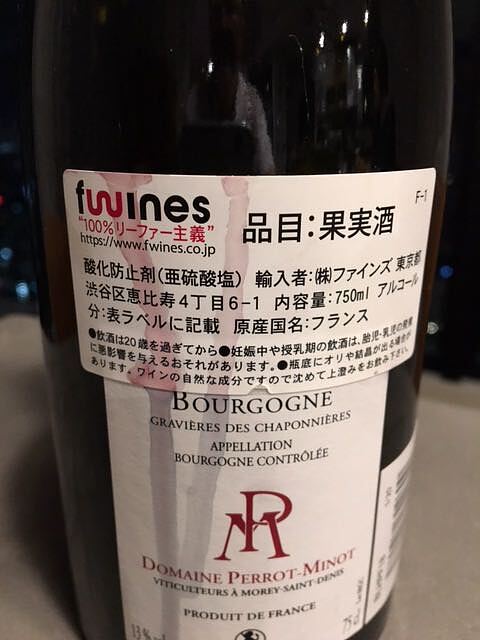 fwines
"100%リーファー主義"
https://www.fwines.co.jp
品目:果実酒
F-1
酸化防止剤(亜硫酸塩) 輸入者:㈱ファインズ 東京都
渋谷区恵比寿4丁目6-1 内容量:750ml アルコール
分:表ラベルに記載 原産国名:フランス
●飲酒は20歳を過ぎてから●妊娠中や授乳期の飲酒は、胎児・乳児の発育
に悪影響を与えるおそれがあります。●瓶底にオリや結晶が出る場合が
あります。ワインの自然な成分ですので沈めて上澄みをお飲み下さい。
BOURGOGNE
GRAVIÈRES DES CHAPONNIÈRES
APPELLATION
BOURGOGNE CONTRÔLÉE
PM
DOMAINE PERROT-MINOT
VITICULTEURS À MOREY-SAINT-DENIS
PRODUIT DE FRANCE
13%
75 cl